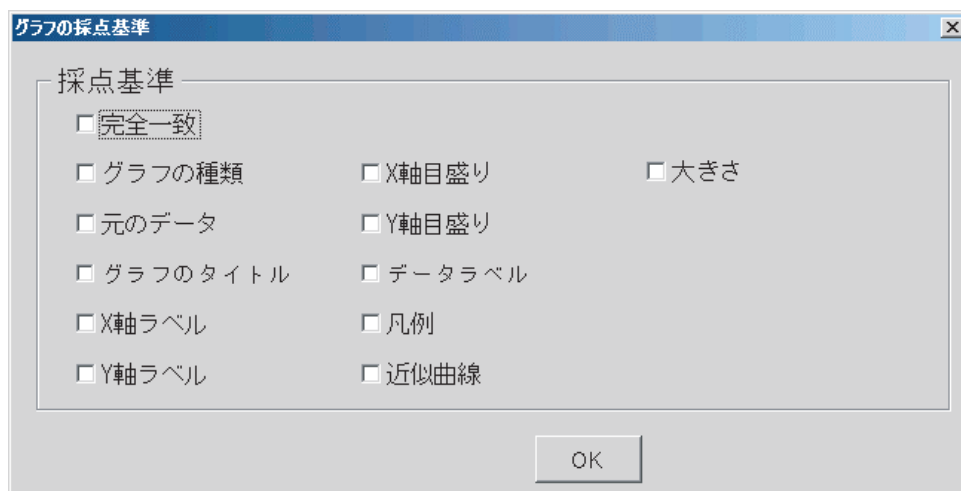 グラフの採点基準
採点基準
完全一致
グラフの種類 X軸目盛り 大きさ
元のデータ Y軸目盛り
グラフのタイトル データラベル
X軸ラベル 凡例
Y軸ラベル 近似曲線
OK